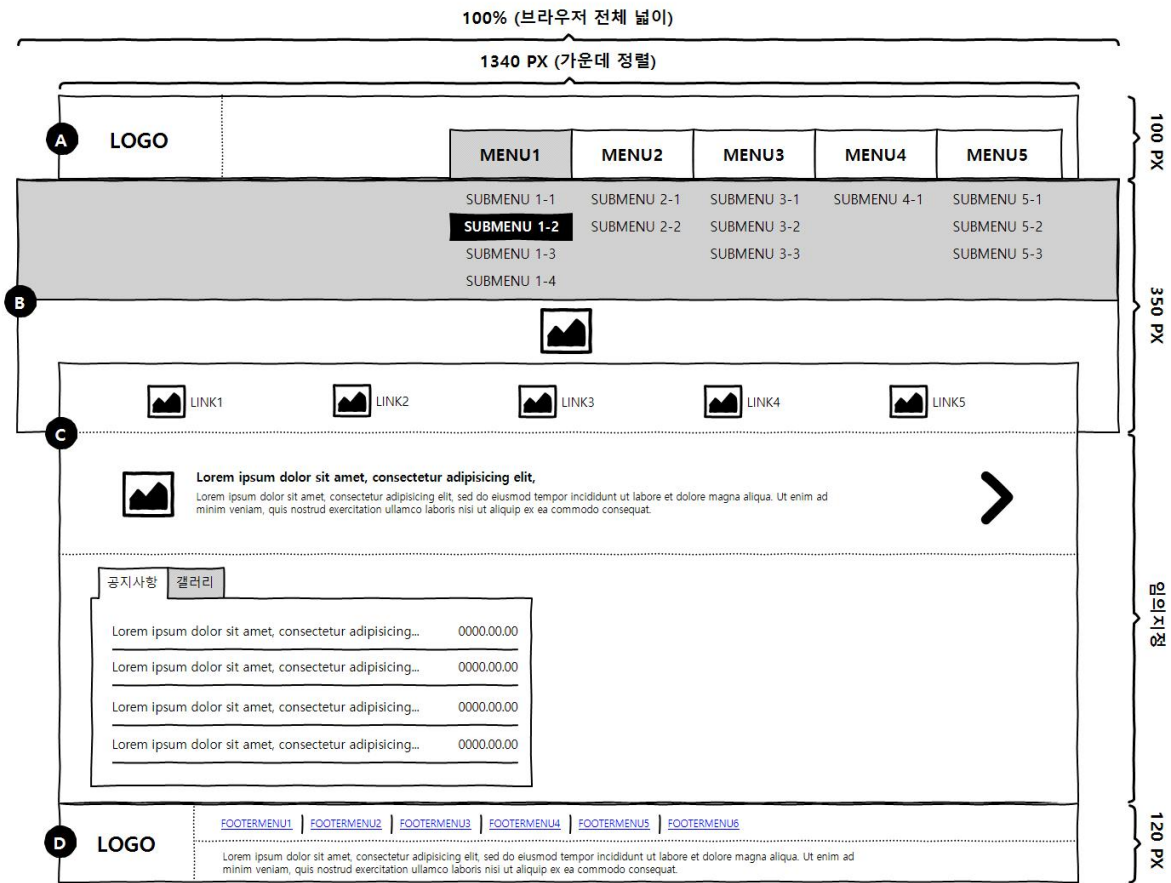 100% (브라우저 전체 넓이)
1340 PX (가운데 정렬)
A
LOGO
MENU1 MENU2 MENU3 MENU4 MENU5
100 PX
SUBMENU 1-1 SUBMENU 2-1 SUBMENU 3-1 SUBMENU 4-1 SUBMENU 5-1
SUBMENU 1-2 SUBMENU 2-2 SUBMENU 3-2 SUBMENU 5-2
SUBMENU 1-3 SUBMENU 3-3 SUBMENU 5-3
SUBMENU 1-4
B
350 PX
LINK1 LINK2 LINK3 LINK4 LINK5
C
Lorem ipsum dolor sit amet, consectetur adipisicing elit,
Lorem ipsum dolor sit amet, consectetur adipisicing elit, sed do eiusmod tempor incididunt ut labore et dolore magna aliqua. Ut enim ad
minim veniam, quis nostrud exercitation ullamco laboris nisi ut aliquip ex ea commodo consequat.
공지사항 갤러리
임의지정
Lorem ipsum dolor sit amet, consectetur adipisicing... 0000.00.00
Lorem ipsum dolor sit amet, consectetur adipisicing... 0000.00.00
Lorem ipsum dolor sit amet, consectetur adipisicing... 0000.00.00
Lorem ipsum dolor sit amet, consectetur adipisicing... 0000.00.00
D
LOGO
FOOTERMENU1 FOOTERMENU2 FOOTERMENU3 FOOTERMENU4 FOOTERMENU5 FOOTERMENU6
Lorem ipsum dolor sit amet, consectetur adipisicing elit, sed do eiusmod tempor incididunt ut labore et dolore magna aliqua. Ut enim ad
minim veniam, quis nostrud exercitation ullamco laboris nisi ut aliquip ex ea commodo consequat.
120 PX